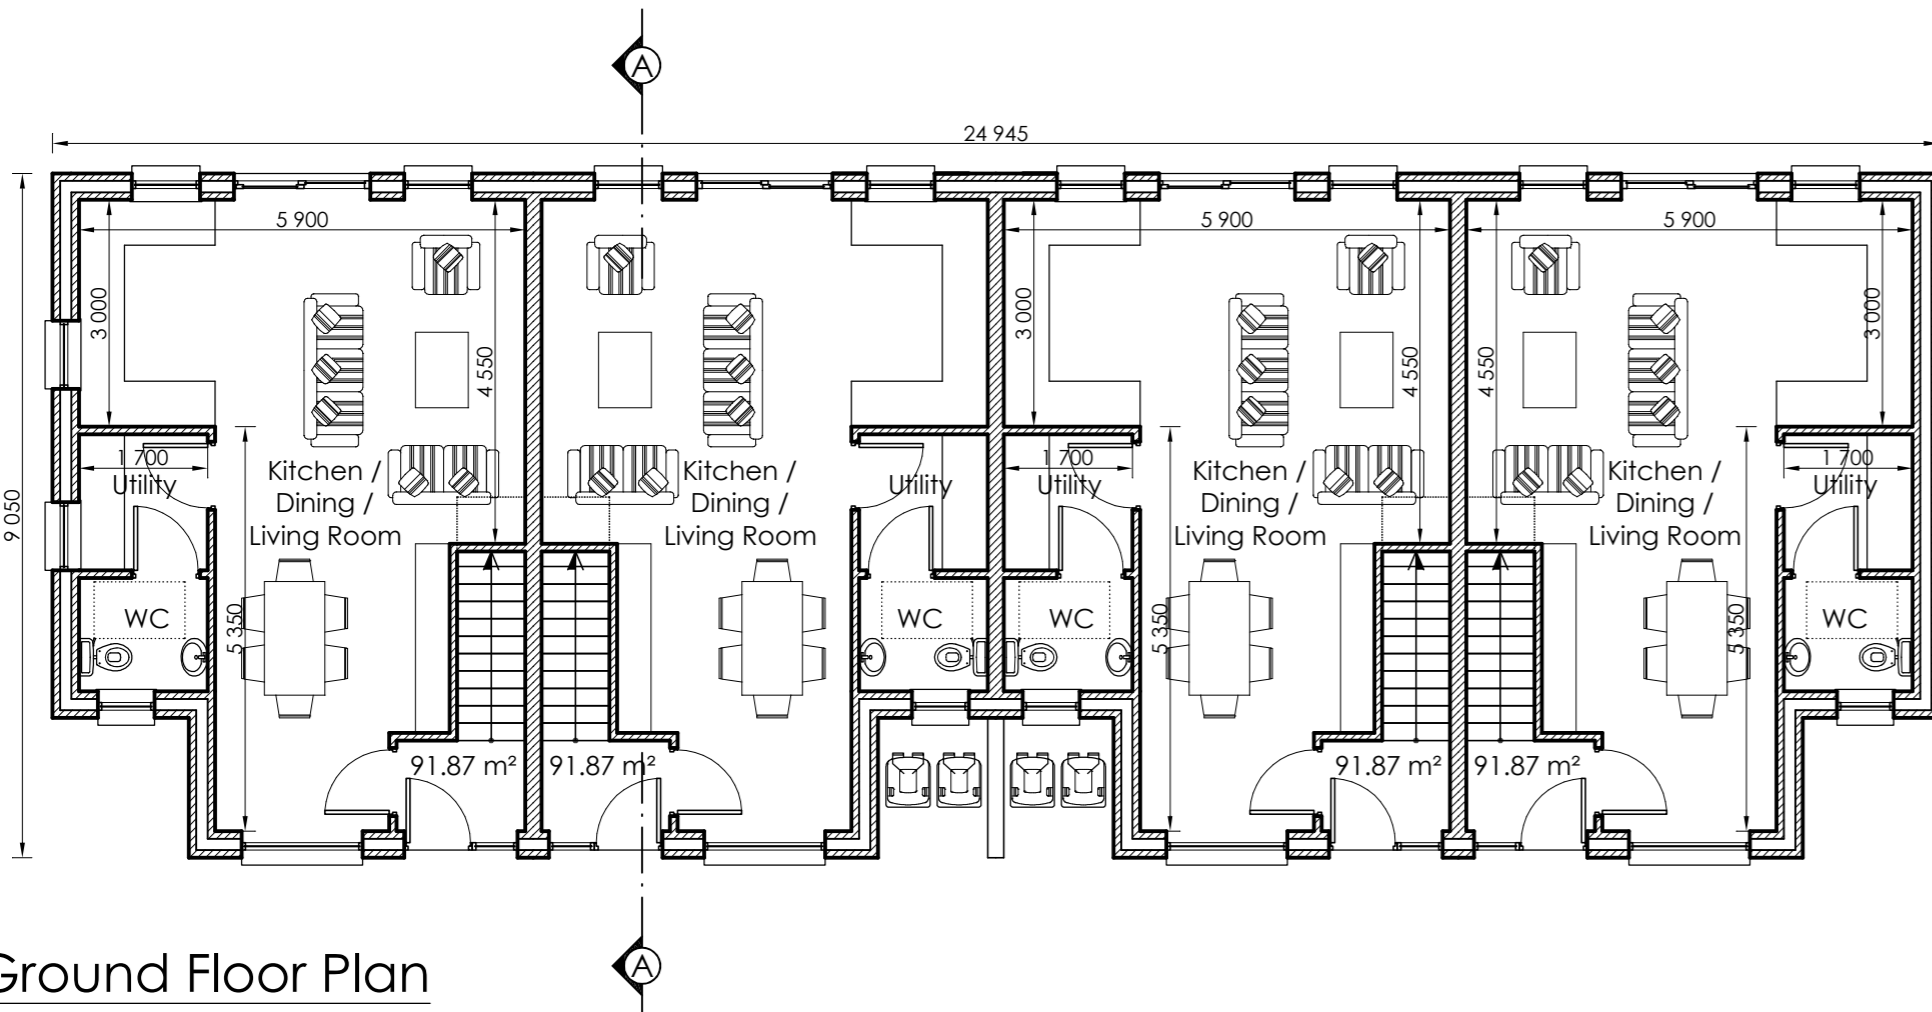 A
24 945
5 900
5 900
5 900
3 000
4 550
3 000
4 550
4 550
3 000
9 050
1 700
Utility
Kitchen /
Dining /
Living Room
Kitchen /
Dining /
Living Room
Utility
1 700
Utility
Kitchen /
Dining /
Living Room
Kitchen /
Dining /
Living Room
1 700
Utility
WC
5 350
WC
WC
5 350
5 350
WC
91.87 m²
91.87 m²
91.87 m²
91.87 m²
Ground Floor Plan
A